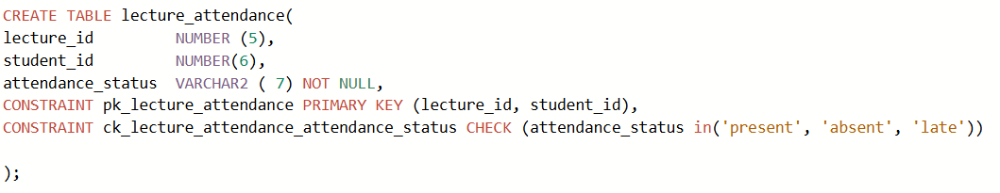 CREATE TABLE lecture_attendance(
lecture_id         NUMBER (5),
student_id         NUMBER(6),
attendance_status  VARCHAR2 ( 7) NOT NULL,
CONSTRAINT pk_lecture_attendance PRIMARY KEY (lecture_id, student_id),
CONSTRAINT ck_lecture_attendance_attendance_status CHECK (attendance_status in('present', 'absent', 'late'))
);